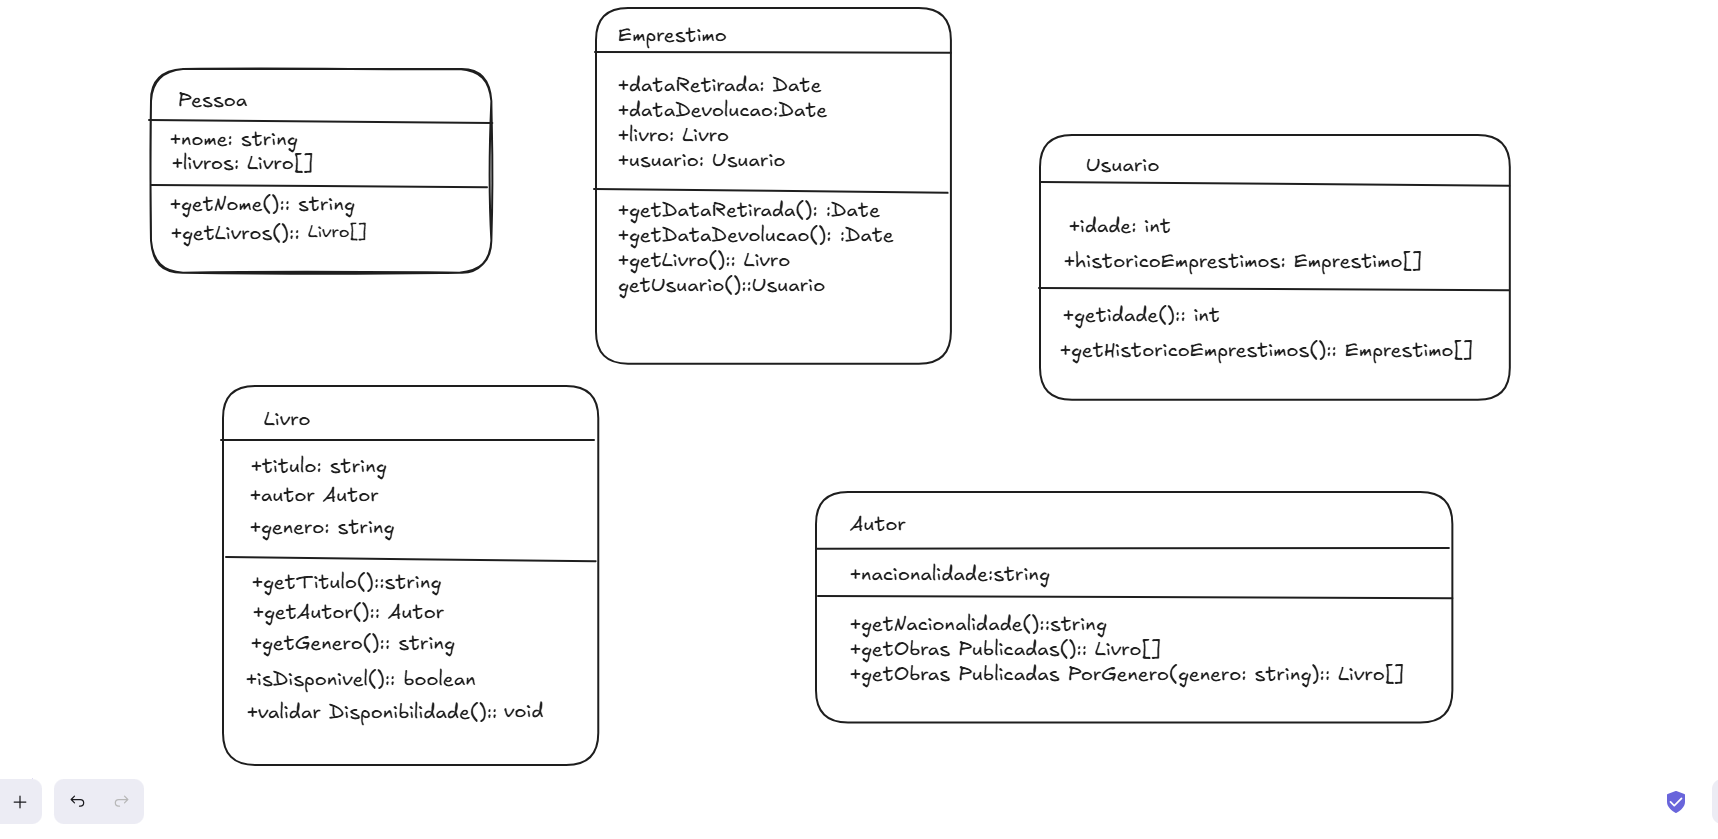 Pessoa
+nome: string
+livros: Livro[]
+getNome():: string
+getLivros():: Livro[]
Emprestimo
+dataRetirada: Date
+dataDevolucao:Date
+livro: Livro
+usuario: Usuario
+getDataRetirada(): :Date
+getDataDevolucao(): :Date
+getLivro():: Livro
getUsuario()::Usuario
Usuario
+idade: int
+historicoEmprestimos: Emprestimo[]
+getidade():: int
+getHistoricoEmprestimos():: Emprestimo[]
Livro
+titulo: string
+autor Autor
+genero: string
+getTitulo()::string
+getAutor():: Autor
+getGenero():: string
+isDisponivel():: boolean
+validar Disponibilidade():: void
Autor
+nacionalidade:string
+getNacionalidade()::string
+getObras Publicadas():: Livro[]
+getObras Publicadas PorGenero(genero: string):: Livro[]